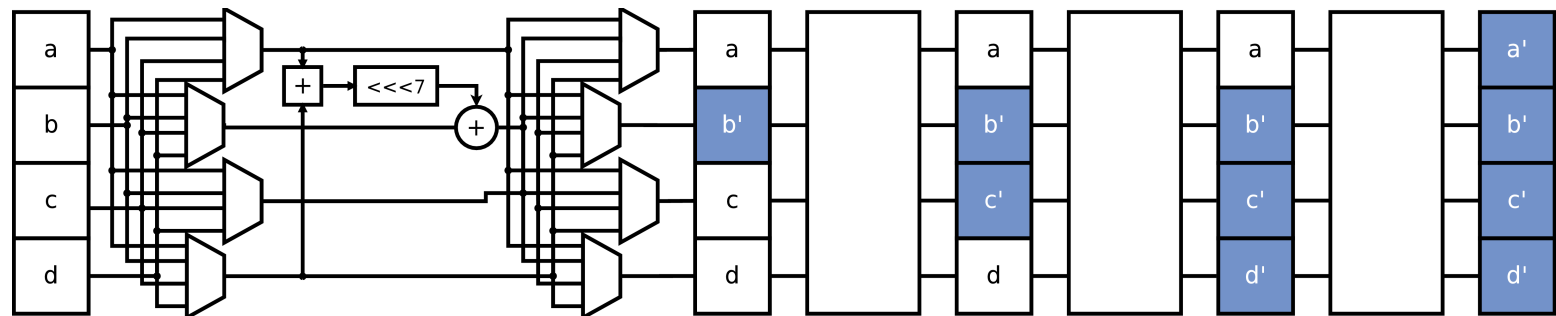 a a a a a'
+ <<<7
b + b' b' b' b'
c c c' c' c'
d d d d' d'